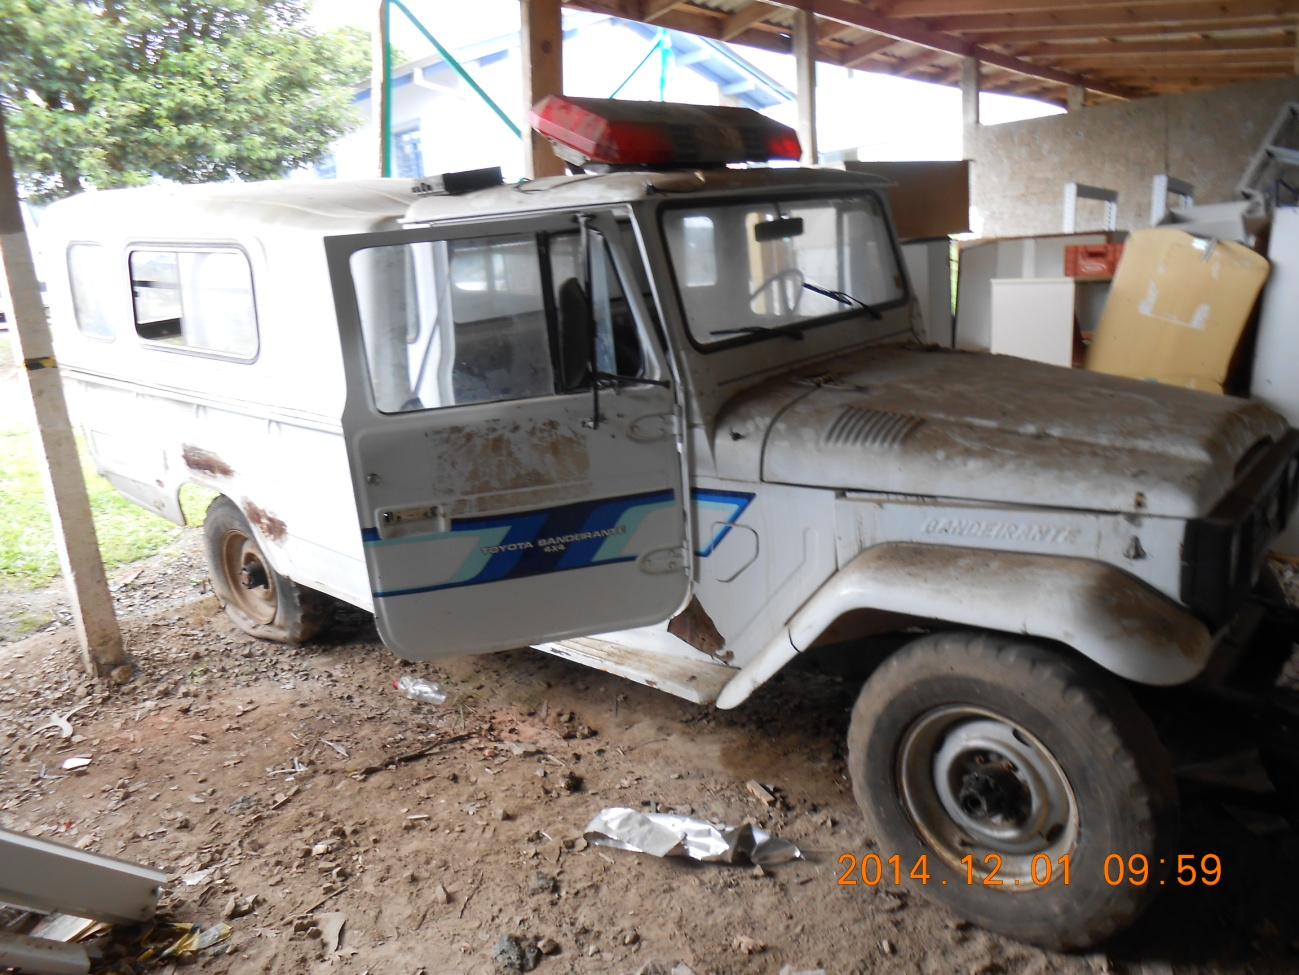 TOYOTA BANDEIRANTE
4X4
BANDEIRANTE
2014.12.01 09:59